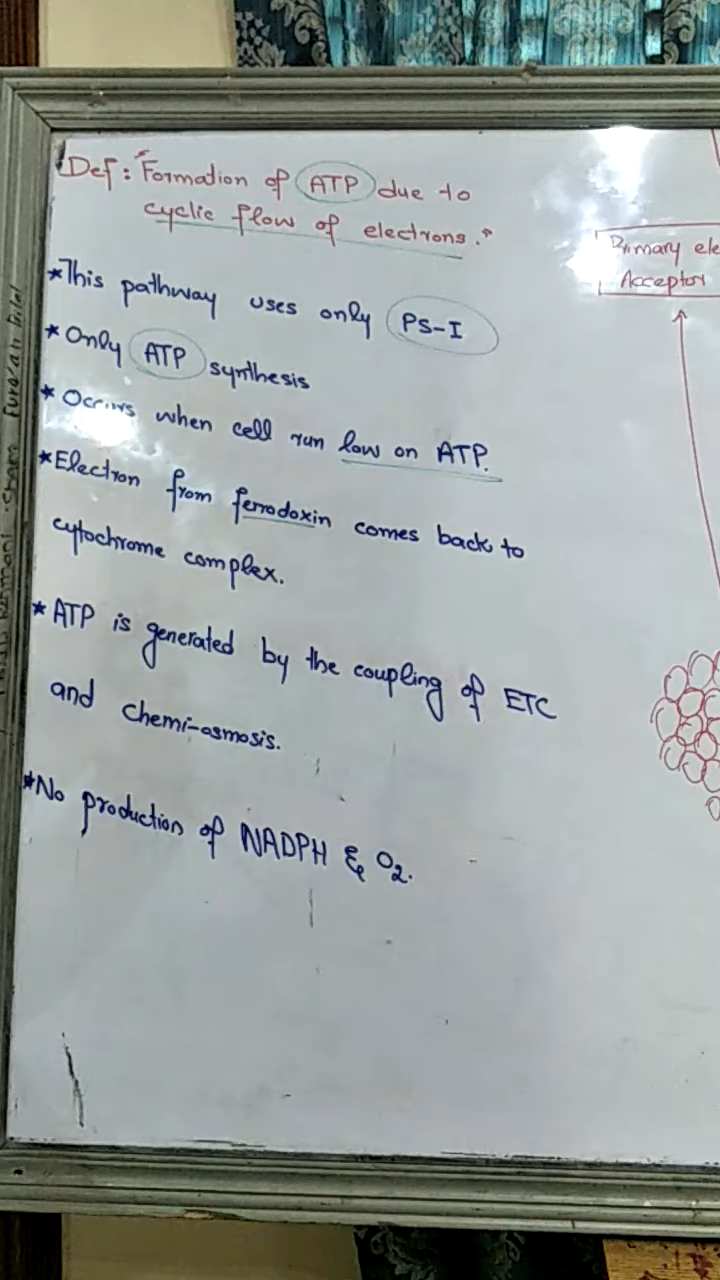 Def: "Formation of ATP due to
cyclic flow of electrons."
*This pathway uses only PS-I
* Only ATP synthesis
* Occurs when cell run low on ATP.
*Electron from ferrodoxin comes back to
cytochrome complex.
* ATP is generated by the coupling of ETC
and chemi-osmosis.
*No production of NADPH & O2.
Primary ele
Acceptor